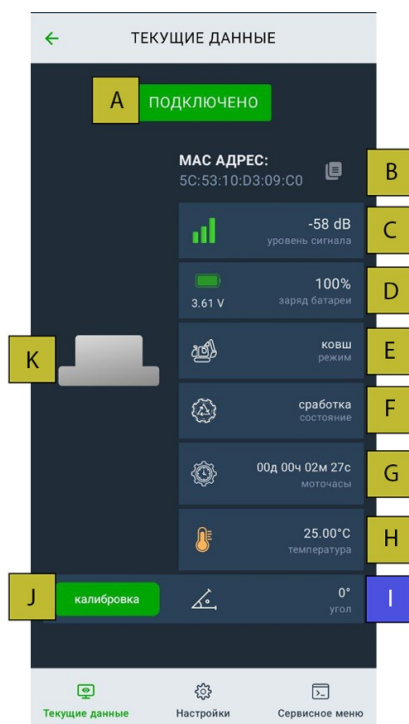 ТЕКУЩИЕ ДАННЫЕ
A
ПОДКЛЮЧЕНО
MAC АДРЕС:
5C:53:10:D3:09:C0
B
-58 dB
уровень сигнала
C
100%
3.61 V
заряд батареи
D
ковш
режим
E
K
сработка
состояние
F
00д 00ч 02м 27с
моточасы
G
25.00°C
температура
H
J
калибровка
0°
угол
I
Текущие данные
Настройки
Сервисное меню